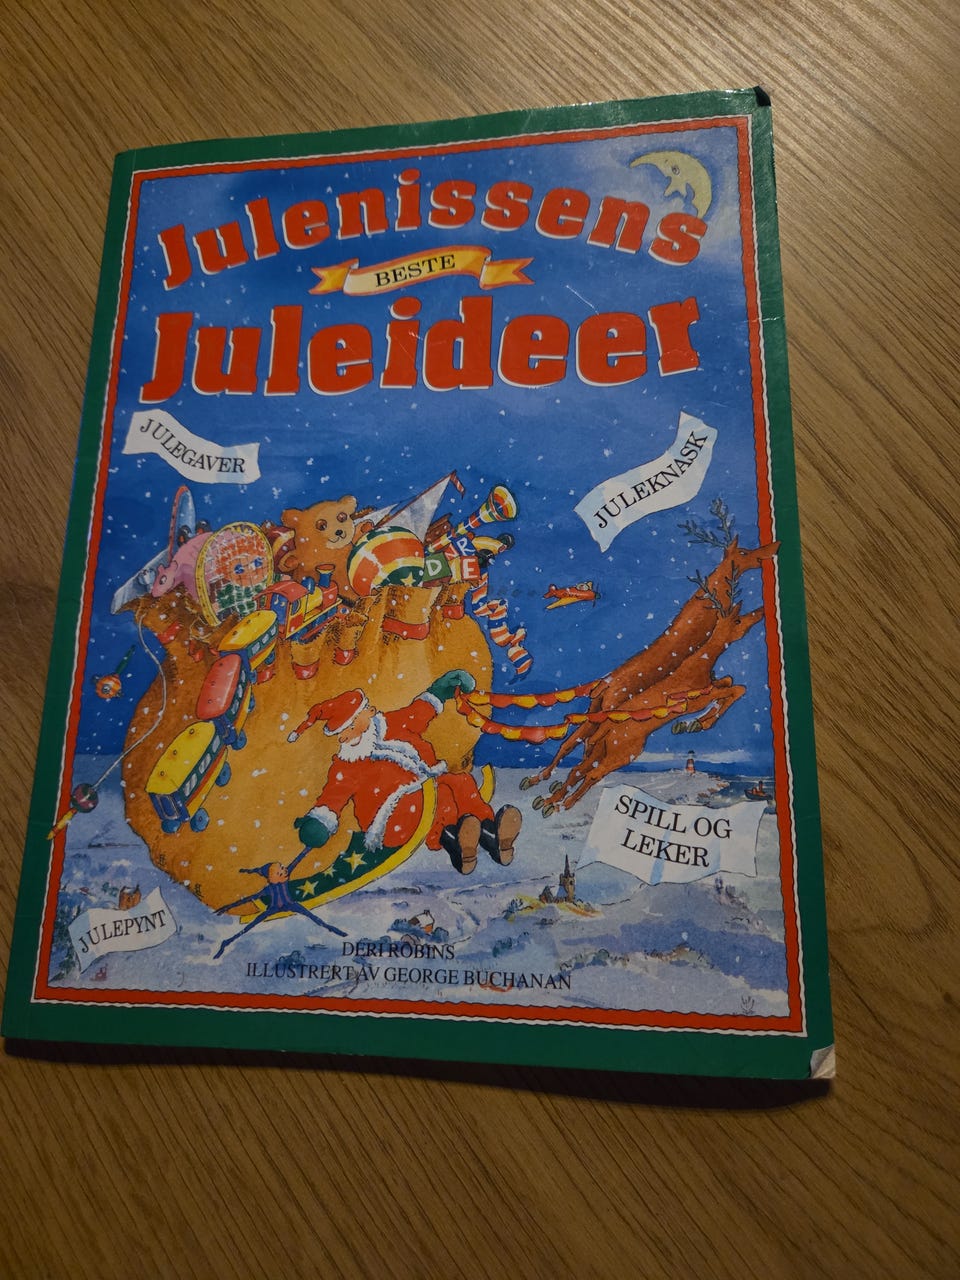 Julenissens
BESTE
Juleideer
JULEGAVER
JULEKNASK
SPILL OG
LEKER
JULEPYNT
DERI ROBINS
ILLUSTRERT AV GEORGE BUCHANAN